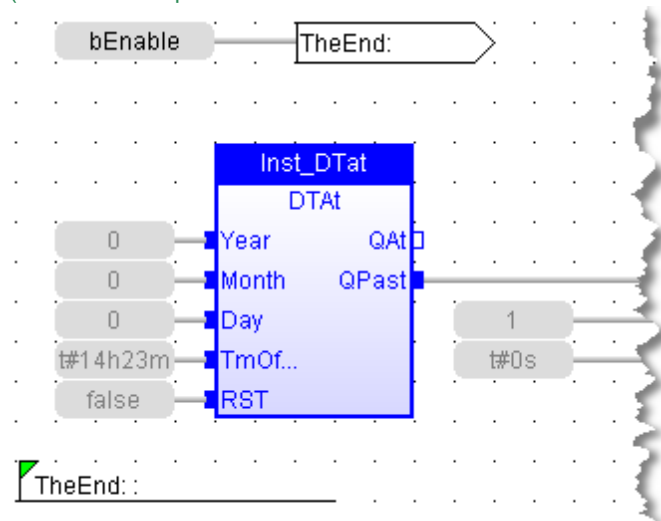 bEnable
TheEnd:
Inst_DTat
DTAt
0 Year QAt
0 Month QPast
0 Day 1
t#14h23m TmOf... t#0s
false RST
TheEnd: :